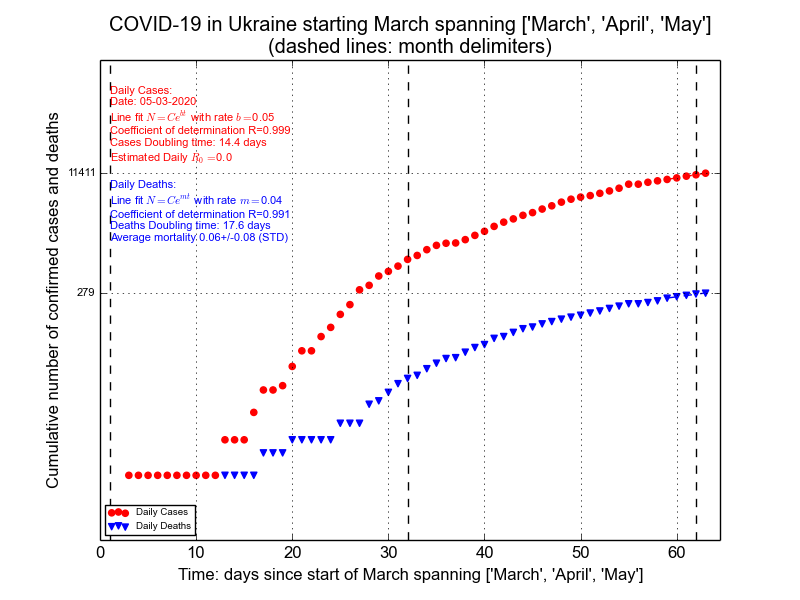 COVID-19 in Ukraine starting March spanning ['March', 'April', 'May']
(dashed lines: month delimiters)
Daily Cases:
Date: 05-03-2020
Line fit N = Ce^{bt} with rate b =0.05
Coefficient of determination R=0.999
Cases Doubling time: 14.4 days
Estimated Daily R_0 =0.0
Daily Deaths:
Line fit N = Ce^{mt} with rate m =0.04
Coefficient of determination R=0.991
Deaths Doubling time: 17.6 days
Average mortality 0.06+/-0.08 (STD)
Cumulative number of confirmed cases and deaths
11411
279
Daily Cases
Daily Deaths
0 10 20 30 40 50 60
Time: days since start of March spanning ['March', 'April', 'May']